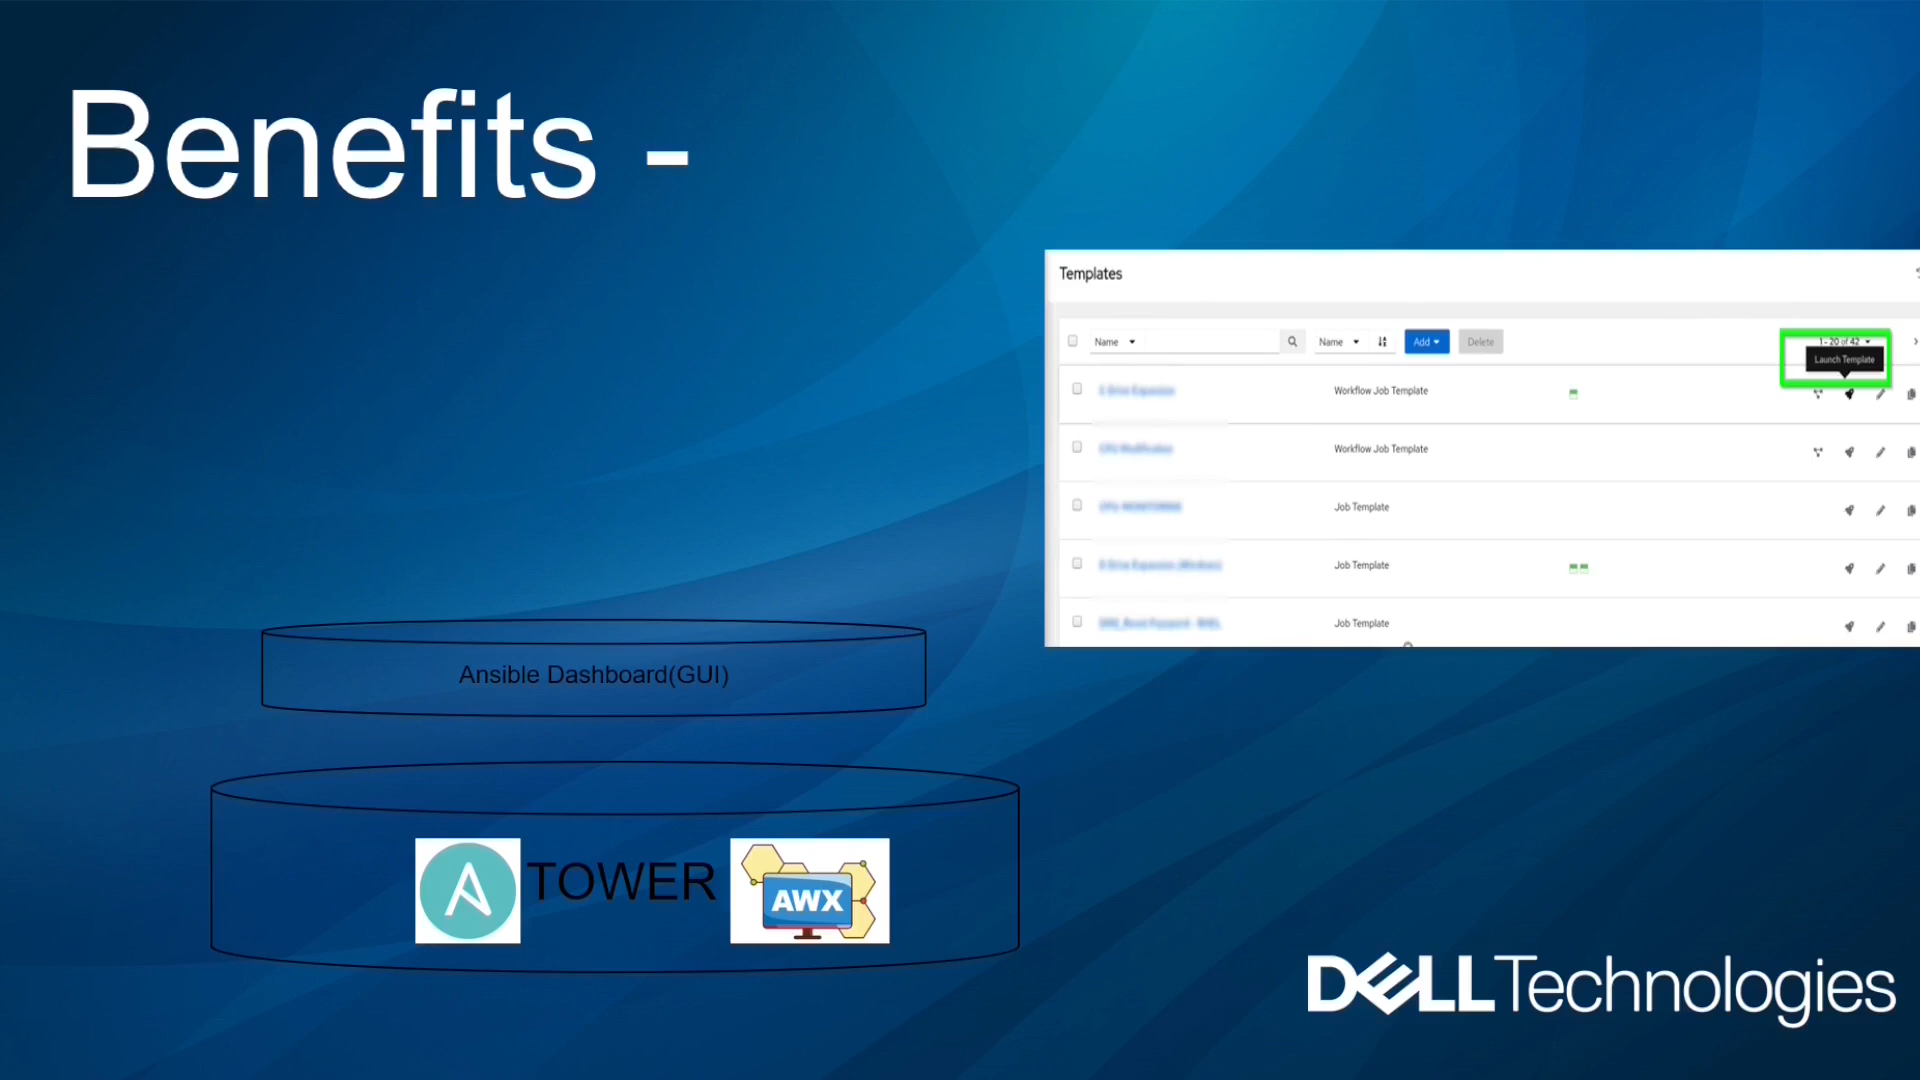 Benefits -
Templates
Name
Name
Add
Delete
1 - 20 of 42
Launch Template
Workflow Job Template
Workflow Job Template
Job Template
Job Template
Job Template
Ansible Dashboard(GUI)
TOWER
AWX
DELL Technologies